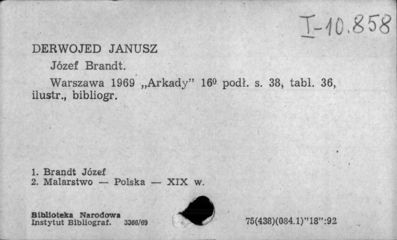 I-10.858
DERWOJED JANUSZ
Józef Brandt.
Warszawa 1969 „Arkady” 16⁰ podł. s. 38, tabl. 36,
ilustr., bibliogr.
1. Brandt Józef
2. Malarstwo — Polska — XIX w.
Biblioteka Narodowa
Instytut Bibliograf. 3366/69
75(438)(084.1)"18":92